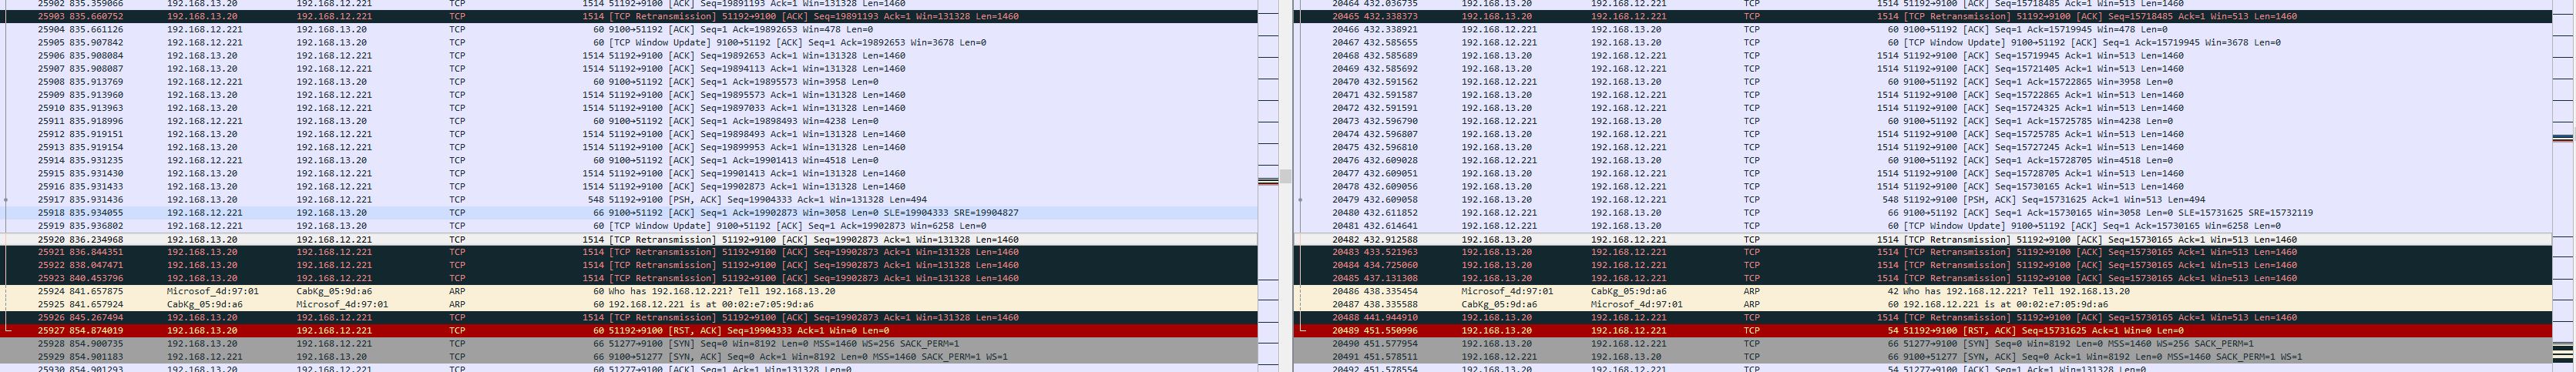 25902 835.359066 192.168.13.20 192.168.12.221 TCP 1514 51192→9100 [ACK] Seq=19891193 Ack=1 Win=131328 Len=1460
25903 835.660752 192.168.13.20 192.168.12.221 TCP 1514 [TCP Retransmission] 51192→9100 [ACK] Seq=19891193 Ack=1 Win=131328 Len=1460
25904 835.661126 192.168.12.221 192.168.13.20 TCP 60 9100→51192 [ACK] Seq=1 Ack=19892653 Win=478 Len=0
25905 835.907842 192.168.12.221 192.168.13.20 TCP 60 [TCP Window Update] 9100→51192 [ACK] Seq=1 Ack=19892653 Win=3678 Len=0
25906 835.908084 192.168.13.20 192.168.12.221 TCP 1514 51192→9100 [ACK] Seq=19892653 Ack=1 Win=131328 Len=1460
25907 835.908087 192.168.13.20 192.168.12.221 TCP 1514 51192→9100 [ACK] Seq=19894113 Ack=1 Win=131328 Len=1460
25908 835.913769 192.168.12.221 192.168.13.20 TCP 60 9100→51192 [ACK] Seq=1 Ack=19895573 Win=3958 Len=0
25909 835.913960 192.168.13.20 192.168.12.221 TCP 1514 51192→9100 [ACK] Seq=19895573 Ack=1 Win=131328 Len=1460
25910 835.913963 192.168.13.20 192.168.12.221 TCP 1514 51192→9100 [ACK] Seq=19897033 Ack=1 Win=131328 Len=1460
25911 835.918996 192.168.12.221 192.168.13.20 TCP 60 9100→51192 [ACK] Seq=1 Ack=19898493 Win=4238 Len=0
25912 835.919151 192.168.13.20 192.168.12.221 TCP 1514 51192→9100 [ACK] Seq=19898493 Ack=1 Win=131328 Len=1460
25913 835.919154 192.168.13.20 192.168.12.221 TCP 1514 51192→9100 [ACK] Seq=19899953 Ack=1 Win=131328 Len=1460
25914 835.931235 192.168.12.221 192.168.13.20 TCP 60 9100→51192 [ACK] Seq=1 Ack=19901413 Win=4518 Len=0
25915 835.931430 192.168.13.20 192.168.12.221 TCP 1514 51192→9100 [ACK] Seq=19901413 Ack=1 Win=131328 Len=1460
25916 835.931433 192.168.13.20 192.168.12.221 TCP 1514 51192→9100 [ACK] Seq=19902873 Ack=1 Win=131328 Len=1460
25917 835.931436 192.168.13.20 192.168.12.221 TCP 548 51192→9100 [PSH, ACK] Seq=19904333 Ack=1 Win=131328 Len=494
25918 835.934055 192.168.12.221 192.168.13.20 TCP 66 9100→51192 [ACK] Seq=1 Ack=19902873 Win=3058 Len=0 SLE=19904333 SRE=19904827
25919 835.936802 192.168.12.221 192.168.13.20 TCP 60 [TCP Window Update] 9100→51192 [ACK] Seq=1 Ack=19902873 Win=6258 Len=0
25920 836.234968 192.168.13.20 192.168.12.221 TCP 1514 [TCP Retransmission] 51192→9100 [ACK] Seq=19902873 Ack=1 Win=131328 Len=1460
25921 836.844351 192.168.13.20 192.168.12.221 TCP 1514 [TCP Retransmission] 51192→9100 [ACK] Seq=19902873 Ack=1 Win=131328 Len=1460
25922 838.047471 192.168.13.20 192.168.12.221 TCP 1514 [TCP Retransmission] 51192→9100 [ACK] Seq=19902873 Ack=1 Win=131328 Len=1460
25923 840.453796 192.168.13.20 192.168.12.221 TCP 1514 [TCP Retransmission] 51192→9100 [ACK] Seq=19902873 Ack=1 Win=131328 Len=1460
25924 841.657875 Microsof_4d:97:01 CabKg_05:9d:a6 ARP 60 Who has 192.168.12.221? Tell 192.168.13.20
25925 841.657924 CabKg_05:9d:a6 Microsof_4d:97:01 ARP 60 192.168.12.221 is at 00:02:e7:05:9d:a6
25926 845.267494 192.168.13.20 192.168.12.221 TCP 1514 [TCP Retransmission] 51192→9100 [ACK] Seq=19902873 Ack=1 Win=131328 Len=1460
25927 854.874019 192.168.13.20 192.168.12.221 TCP 60 51192→9100 [RST, ACK] Seq=19904333 Ack=1 Win=0 Len=0
25928 854.900735 192.168.13.20 192.168.12.221 TCP 66 51277→9100 [SYN] Seq=0 Win=8192 Len=0 MSS=1460 WS=256 SACK_PERM=1
25929 854.901183 192.168.12.221 192.168.13.20 TCP 66 9100→51277 [SYN, ACK] Seq=0 Ack=1 Win=8192 Len=0 MSS=1460 SACK_PERM=1 WS=1
25930 854.901293 192.168.13.20 192.168.12.221 TCP 60 51277→9100 [ACK] Seq=1 Ack=1 Win=131328 Len=0
20464 432.036735 192.168.13.20 192.168.12.221 TCP 1514 51192→9100 [ACK] Seq=15718485 Ack=1 Win=513 Len=1460
20465 432.338373 192.168.13.20 192.168.12.221 TCP 1514 [TCP Retransmission] 51192→9100 [ACK] Seq=15718485 Ack=1 Win=513 Len=1460
20466 432.338921 192.168.12.221 192.168.13.20 TCP 60 9100→51192 [ACK] Seq=1 Ack=15719945 Win=478 Len=0
20467 432.585655 192.168.12.221 192.168.13.20 TCP 60 [TCP Window Update] 9100→51192 [ACK] Seq=1 Ack=15719945 Win=3678 Len=0
20468 432.585689 192.168.13.20 192.168.12.221 TCP 1514 51192→9100 [ACK] Seq=15719945 Ack=1 Win=513 Len=1460
20469 432.585692 192.168.13.20 192.168.12.221 TCP 1514 51192→9100 [ACK] Seq=15721405 Ack=1 Win=513 Len=1460
20470 432.591562 192.168.12.221 192.168.13.20 TCP 60 9100→51192 [ACK] Seq=1 Ack=15722865 Win=3958 Len=0
20471 432.591587 192.168.13.20 192.168.12.221 TCP 1514 51192→9100 [ACK] Seq=15722865 Ack=1 Win=513 Len=1460
20472 432.591591 192.168.13.20 192.168.12.221 TCP 1514 51192→9100 [ACK] Seq=15724325 Ack=1 Win=513 Len=1460
20473 432.596790 192.168.12.221 192.168.13.20 TCP 60 9100→51192 [ACK] Seq=1 Ack=15725785 Win=4238 Len=0
20474 432.596807 192.168.13.20 192.168.12.221 TCP 1514 51192→9100 [ACK] Seq=15725785 Ack=1 Win=513 Len=1460
20475 432.596810 192.168.13.20 192.168.12.221 TCP 1514 51192→9100 [ACK] Seq=15727245 Ack=1 Win=513 Len=1460
20476 432.609028 192.168.12.221 192.168.13.20 TCP 60 9100→51192 [ACK] Seq=1 Ack=15728705 Win=4518 Len=0
20477 432.609051 192.168.13.20 192.168.12.221 TCP 1514 51192→9100 [ACK] Seq=15728705 Ack=1 Win=513 Len=1460
20478 432.609056 192.168.13.20 192.168.12.221 TCP 1514 51192→9100 [ACK] Seq=15730165 Ack=1 Win=513 Len=1460
20479 432.609058 192.168.13.20 192.168.12.221 TCP 548 51192→9100 [PSH, ACK] Seq=15731625 Ack=1 Win=513 Len=494
20480 432.611852 192.168.12.221 192.168.13.20 TCP 66 9100→51192 [ACK] Seq=1 Ack=15730165 Win=3058 Len=0 SLE=15731625 SRE=15732119
20481 432.614641 192.168.12.221 192.168.13.20 TCP 60 [TCP Window Update] 9100→51192 [ACK] Seq=1 Ack=15730165 Win=6258 Len=0
20482 432.912588 192.168.13.20 192.168.12.221 TCP 1514 [TCP Retransmission] 51192→9100 [ACK] Seq=15730165 Ack=1 Win=513 Len=1460
20483 433.521963 192.168.13.20 192.168.12.221 TCP 1514 [TCP Retransmission] 51192→9100 [ACK] Seq=15730165 Ack=1 Win=513 Len=1460
20484 434.725060 192.168.13.20 192.168.12.221 TCP 1514 [TCP Retransmission] 51192→9100 [ACK] Seq=15730165 Ack=1 Win=513 Len=1460
20485 437.131308 192.168.13.20 192.168.12.221 TCP 1514 [TCP Retransmission] 51192→9100 [ACK] Seq=15730165 Ack=1 Win=513 Len=1460
20486 438.335454 Microsof_4d:97:01 CabKg_05:9d:a6 ARP 42 Who has 192.168.12.221? Tell 192.168.13.20
20487 438.335588 CabKg_05:9d:a6 Microsof_4d:97:01 ARP 60 192.168.12.221 is at 00:02:e7:05:9d:a6
20488 441.944910 192.168.13.20 192.168.12.221 TCP 1514 [TCP Retransmission] 51192→9100 [ACK] Seq=15730165 Ack=1 Win=513 Len=1460
20489 451.550996 192.168.13.20 192.168.12.221 TCP 54 51192→9100 [RST, ACK] Seq=15731625 Ack=1 Win=0 Len=0
20490 451.577954 192.168.13.20 192.168.12.221 TCP 66 51277→9100 [SYN] Seq=0 Win=8192 Len=0 MSS=1460 WS=256 SACK_PERM=1
20491 451.578511 192.168.12.221 192.168.13.20 TCP 66 9100→51277 [SYN, ACK] Seq=0 Ack=1 Win=8192 Len=0 MSS=1460 SACK_PERM=1 WS=1
20492 451.578554 192.168.13.20 192.168.12.221 TCP 54 51277→9100 [ACK] Seq=1 Ack=1 Win=131328 Len=0